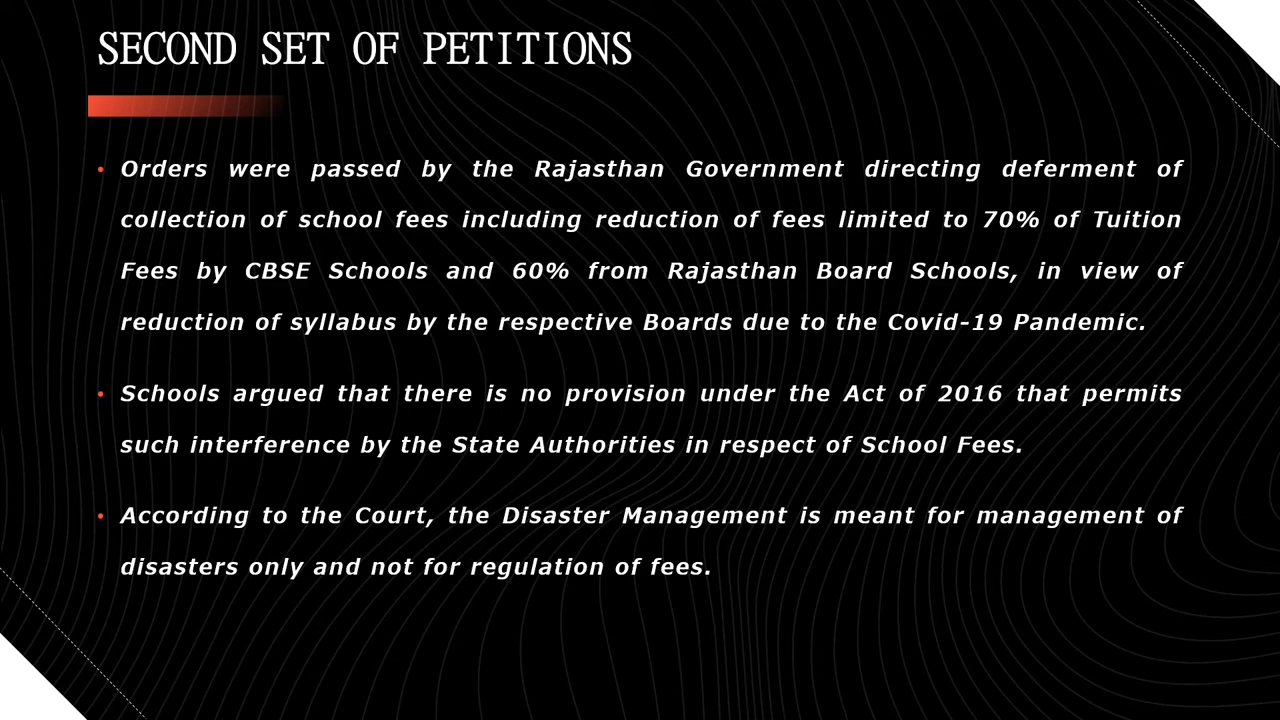 SECOND SET OF PETITIONS
• Orders were passed by the Rajasthan Government directing deferment of
collection of school fees including reduction of fees limited to 70% of Tuition
Fees by CBSE Schools and 60% from Rajasthan Board Schools, in view of
reduction of syllabus by the respective Boards due to the Covid-19 Pandemic.
• Schools argued that there is no provision under the Act of 2016 that permits
such interference by the State Authorities in respect of School Fees.
• According to the Court, the Disaster Management is meant for management of
disasters only and not for regulation of fees.